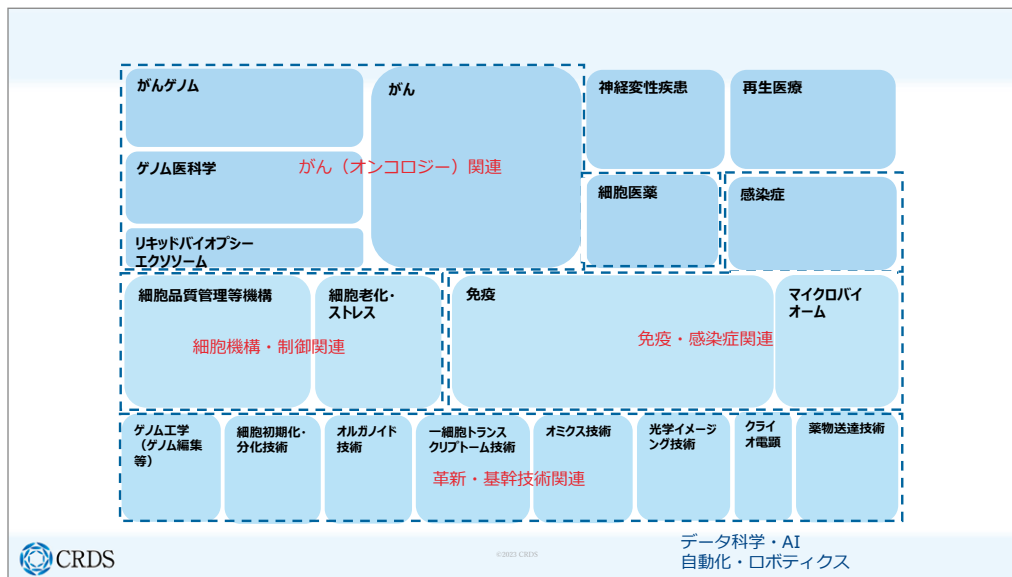 がんゲノム
がん
神経変性疾患
再生医療
ゲノム医科学
がん（オンコロジー）関連
細胞医薬
感染症
リキッドバイオプシー
エクソソーム
細胞品質管理等機構
細胞老化・
ストレス
免疫
マイクロバイ
オーム
細胞機構・制御関連
免疫・感染症関連
ゲノム工学
（ゲノム編集
等）
細胞初期化・
分化技術
オルガノイド
技術
一細胞トランス
クリプトーム技術
オミクス技術
光学イメージ
ング技術
クライ
オ電顕
薬物送達技術
革新・基幹技術関連
CRDS
©2023 CRDS
データ科学・AI
自動化・ロボティクス